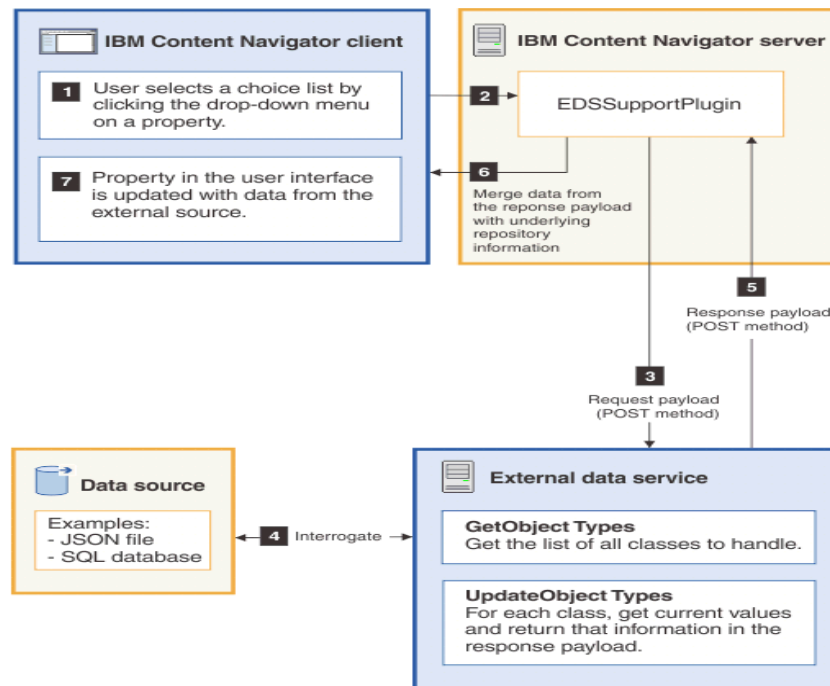 IBM Content Navigator client
1 User selects a choice list by
clicking the drop-down menu
on a property.
7 Property in the user interface
is updated with data from the
external source.
2
IBM Content Navigator server
EDSSupportPlugin
6
Merge data from
the reponse payload
with underlying
repository
information
5
Response payload
(POST method)
3
Request payload
(POST method)
Data source
Examples:
- JSON file
- SQL database
4 Interrogate
External data service
GetObject Types
Get the list of all classes to handle.
UpdateObject Types
For each class, get current values
and return that information in the
response payload.